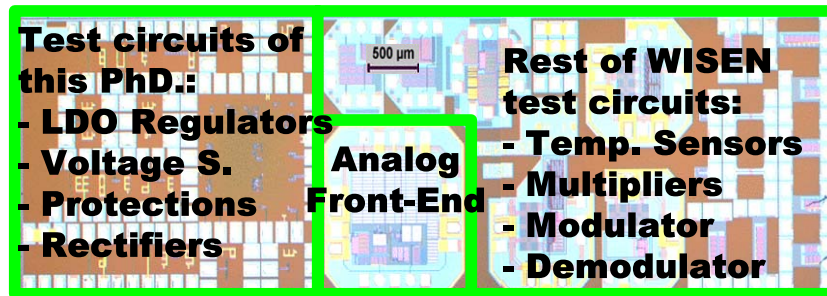 Test circuits of
this PhD.:
- LDO Regulators
- Voltage S.
- Protections
- Rectifiers
500 µm
Analog
Front-End
Rest of WISEN
test circuits:
- Temp. Sensors
- Multipliers
- Modulator
- Demodulator